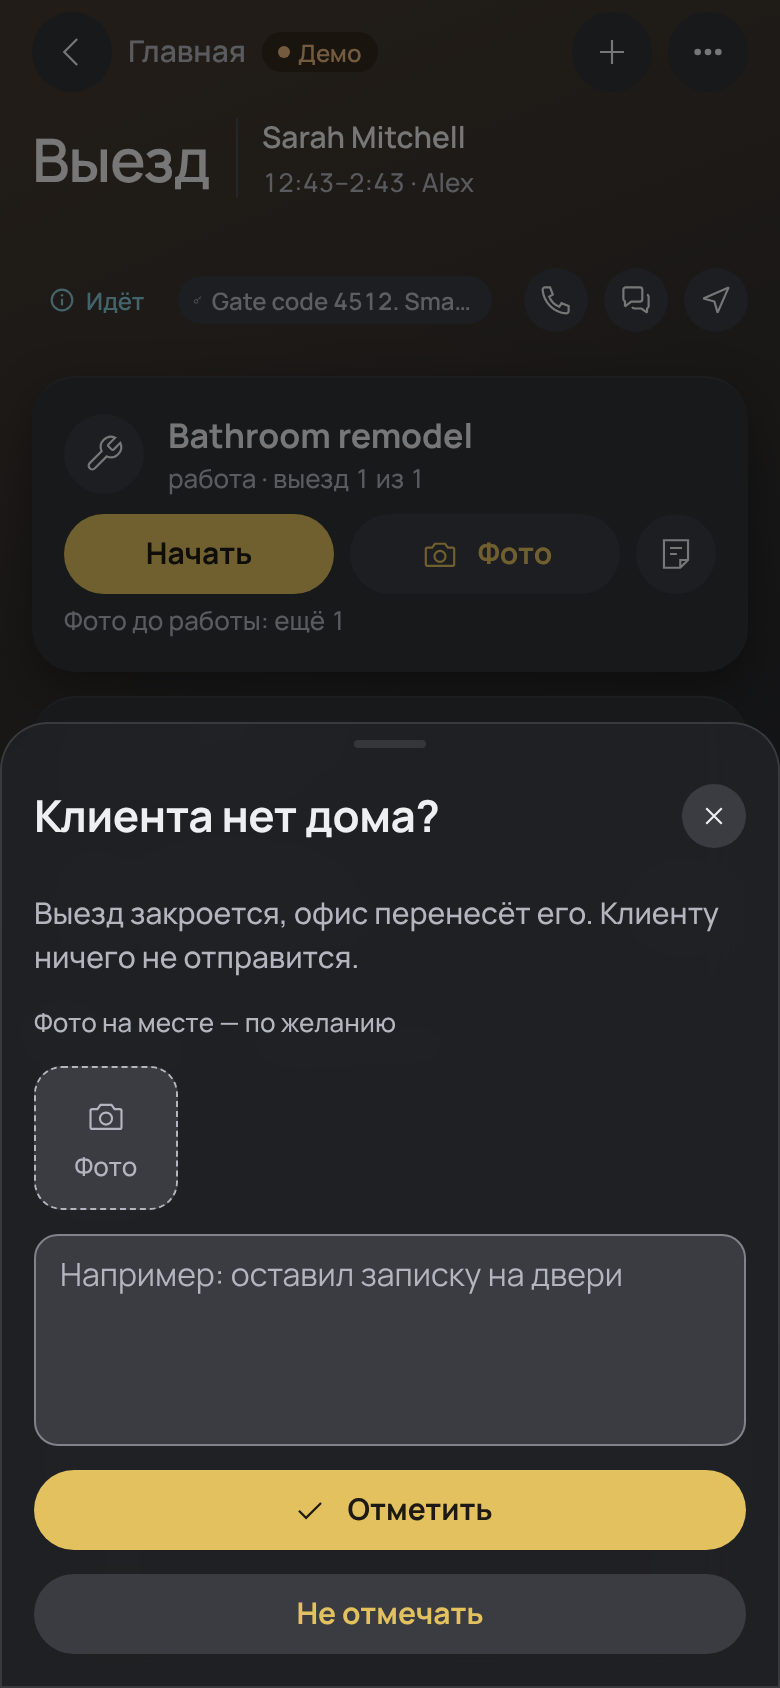 Главная
Демо
Выезд
Sarah Mitchell
12:43–2:43 · Alex
Идёт
Gate code 4512. Sma...
Bathroom remodel
работа · выезд 1 из 1
Начать
Фото
Фото до работы: ещё 1
Клиента нет дома?
Выезд закроется, офис перенесёт его. Клиенту
ничего не отправится.
Фото на месте — по желанию
Фото
Например: оставил записку на двери
Отметить
Не отмечать